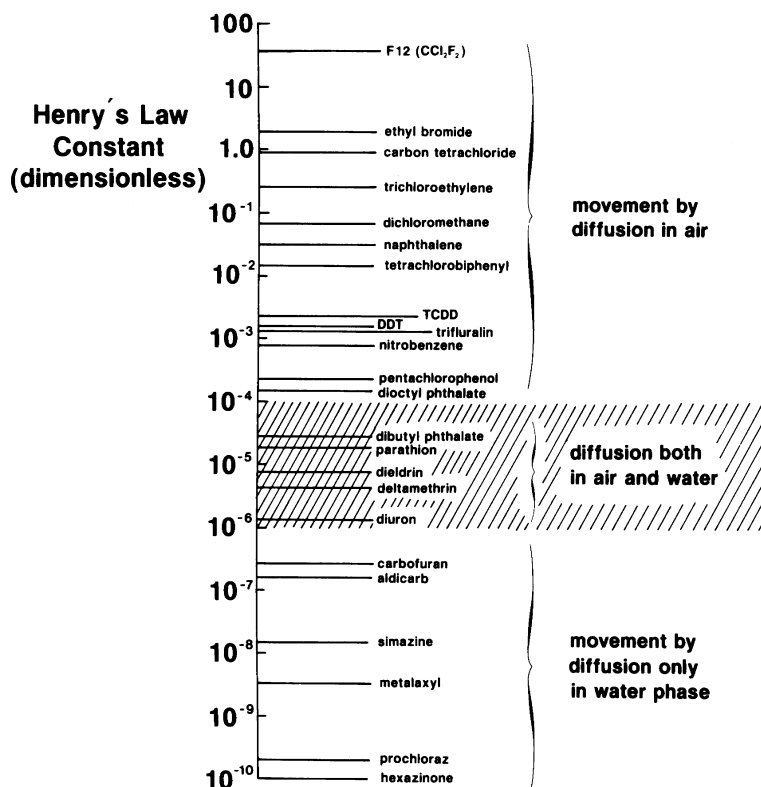 100
F12 (CCl₂F₂)
10
Henry´s Law
Constant
(dimensionless)
ethyl bromide
1.0
carbon tetrachloride
trichloroethylene
10⁻¹
dichloromethane
movement by
diffusion in air
naphthalene
10⁻²
tetrachlorobiphenyl
TCDD
DDT
trifluralin
10⁻³
nitrobenzene
pentachlorophenol
dioctyl phthalate
10⁻⁴
dibutyl phthalate
parathion
diffusion both
in air and water
10⁻⁵
dieldrin
deltamethrin
diuron
10⁻⁶
carbofuran
aldicarb
10⁻⁷
simazine
10⁻⁸
movement by
diffusion only
in water phase
metalaxyl
10⁻⁹
prochloraz
10⁻¹⁰
hexazinone